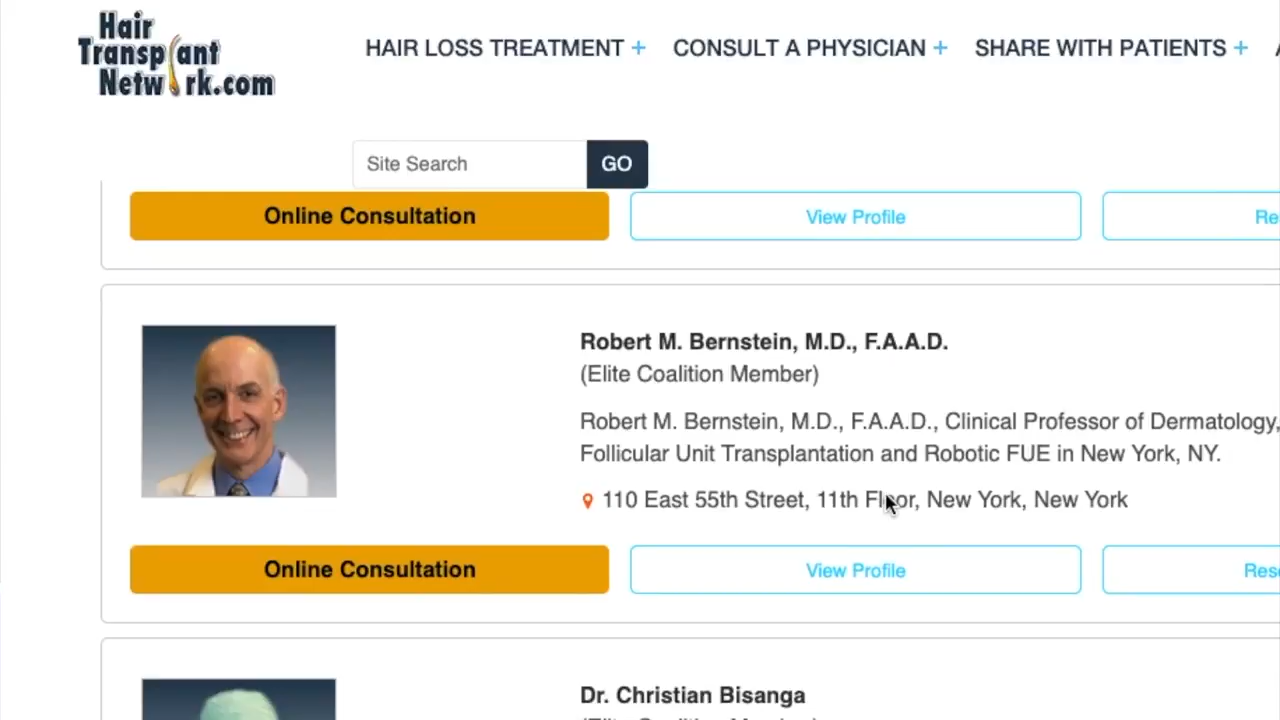 Hair
Transplant
Network.com
HAIR LOSS TREATMENT +
CONSULT A PHYSICIAN +
SHARE WITH PATIENTS +
Site Search
GO
Online Consultation
View Profile
Re
Robert M. Bernstein, M.D., F.A.A.D.
(Elite Coalition Member)
Robert M. Bernstein, M.D., F.A.A.D., Clinical Professor of Dermatology,
Follicular Unit Transplantation and Robotic FUE in New York, NY.
110 East 55th Street, 11th Floor, New York, New York
Online Consultation
View Profile
Rese
Dr. Christian Bisanga